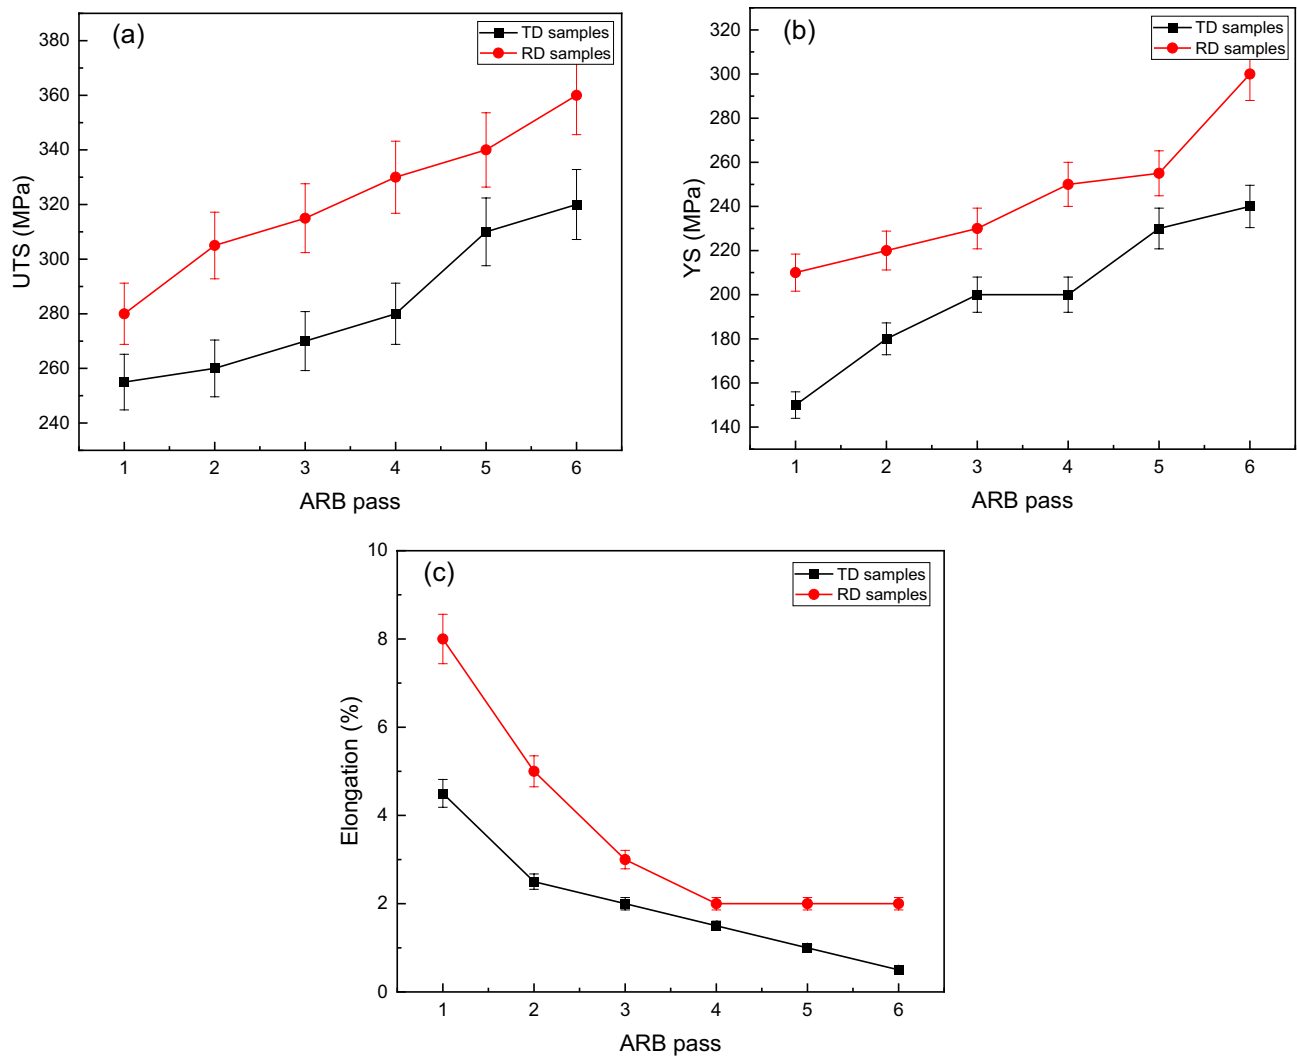 (a)
TD samples
RD samples
380
360
340
320
300
280
260
240
UTS (MPa)
1 2 3 4 5 6
ARB pass
(b)
TD samples
RD samples
320
300
280
260
240
220
200
180
160
140
YS (MPa)
1 2 3 4 5 6
ARB pass
(c)
TD samples
RD samples
10
8
6
4
2
0
Elongation (%)
1 2 3 4 5 6
ARB pass